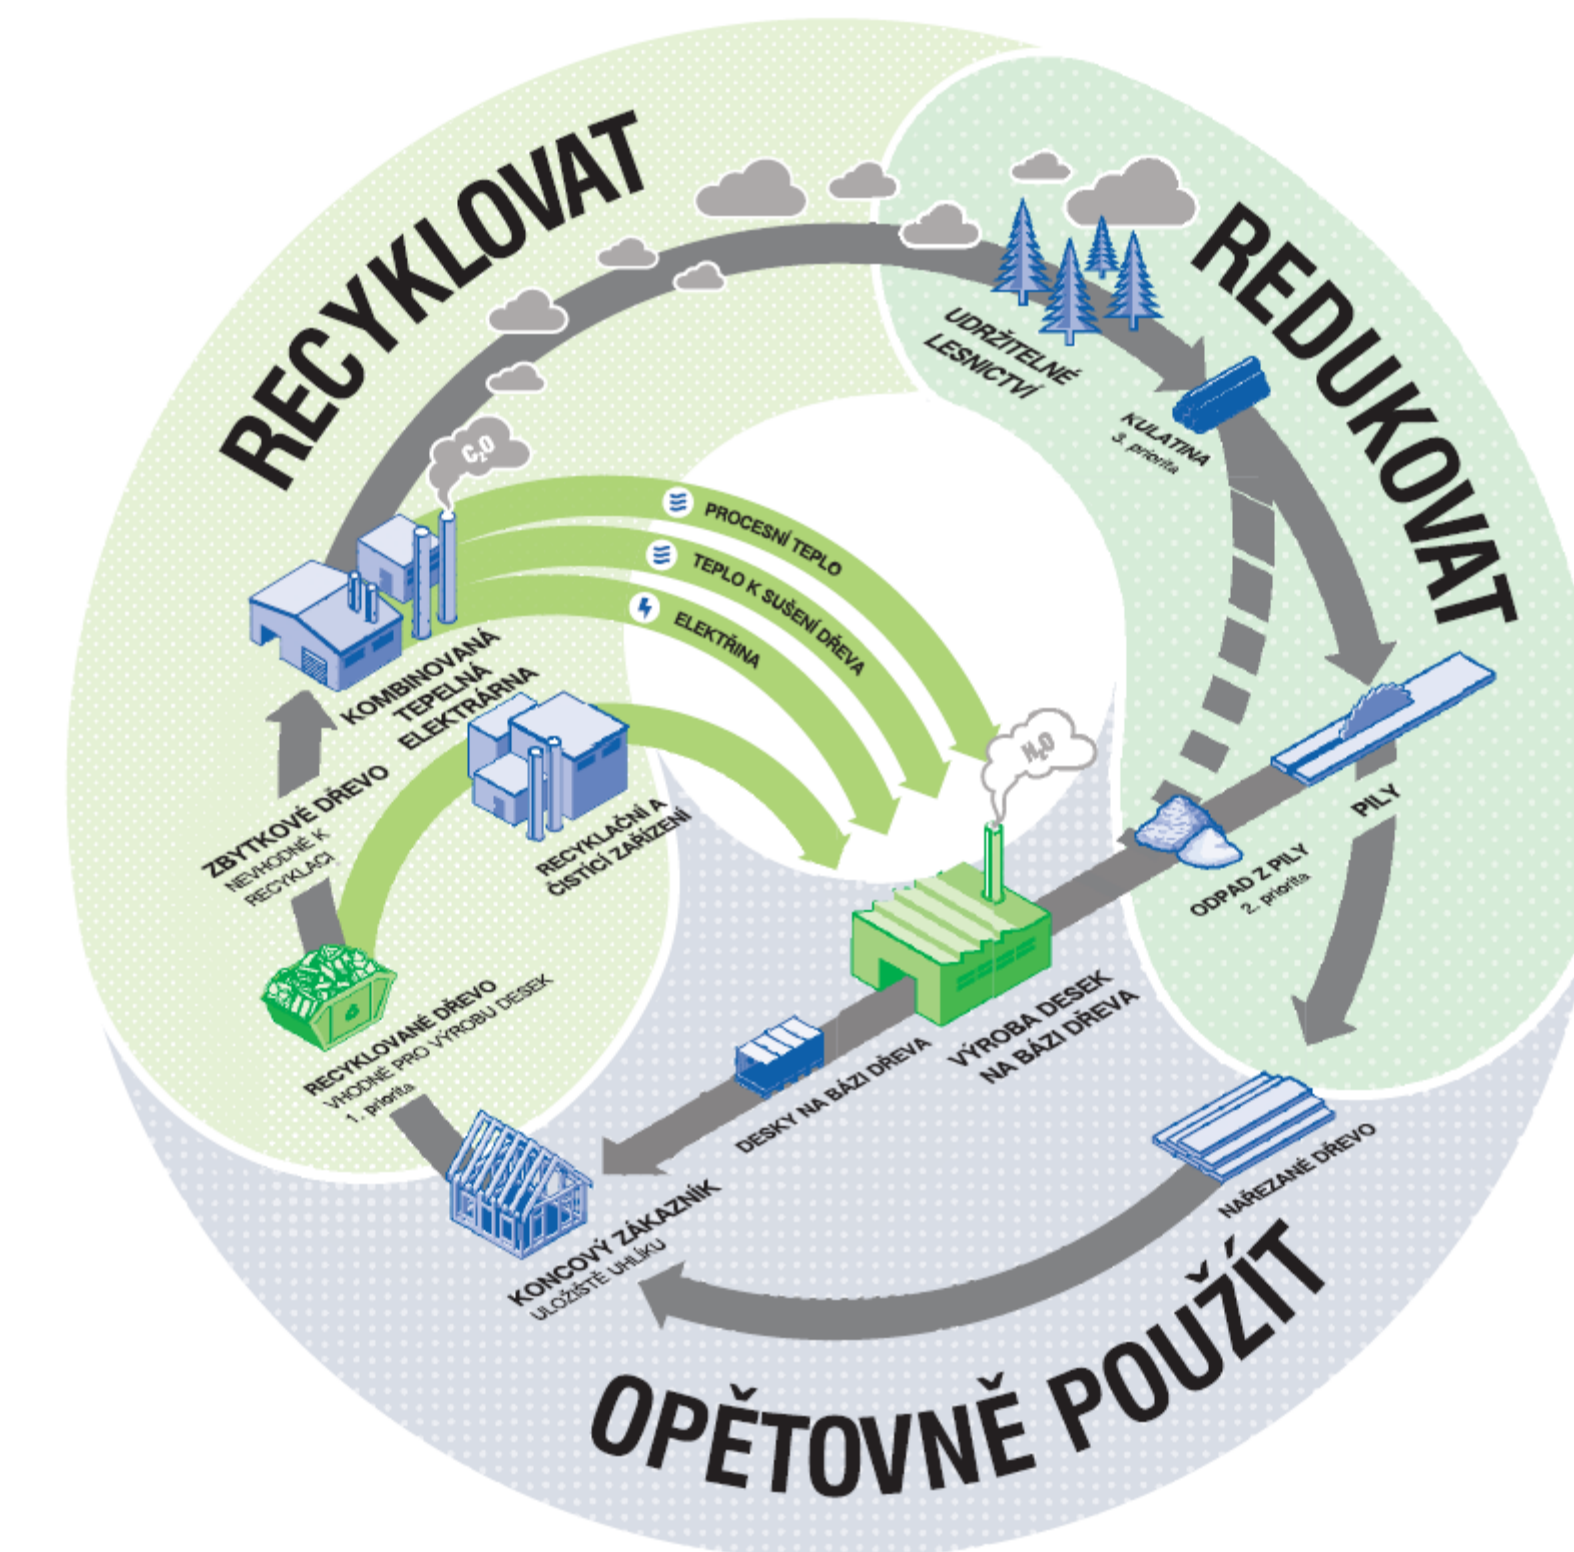 RECYKLOVAT
REDUKOVAT
UDRŽITELNÉ
LESNICTVÍ
KULATINA
3. priorita
C₂O
PROCESNÍ TEPLO
TEPLO K SUŠENÍ DŘEVA
ELEKTŘINA
KOMBINOVANÁ
TEPELNÁ
ELEKTRÁRNA
H₂O
ZBYTKOVÉ DŘEVO
NEVHODNÉ K
RECYKLACI
RECYKLAČNÍ A
ČISTÍCÍ ZAŘÍZENÍ
PILY
ODPAD Z PILY
2. priorita
RECYKLOVANÉ DŘEVO
VHODNÉ PRO VÝROBU DESEK
1. priorita
VÝROBA DESEK
NA BÁZI DŘEVA
DESKY NA BÁZI DŘEVA
NAŘEZANÉ DŘEVO
KONCOVÝ ZÁKAZNÍK
ULOŽIŠTĚ UHLÍKU
OPĚTOVNĚ POUŽÍT